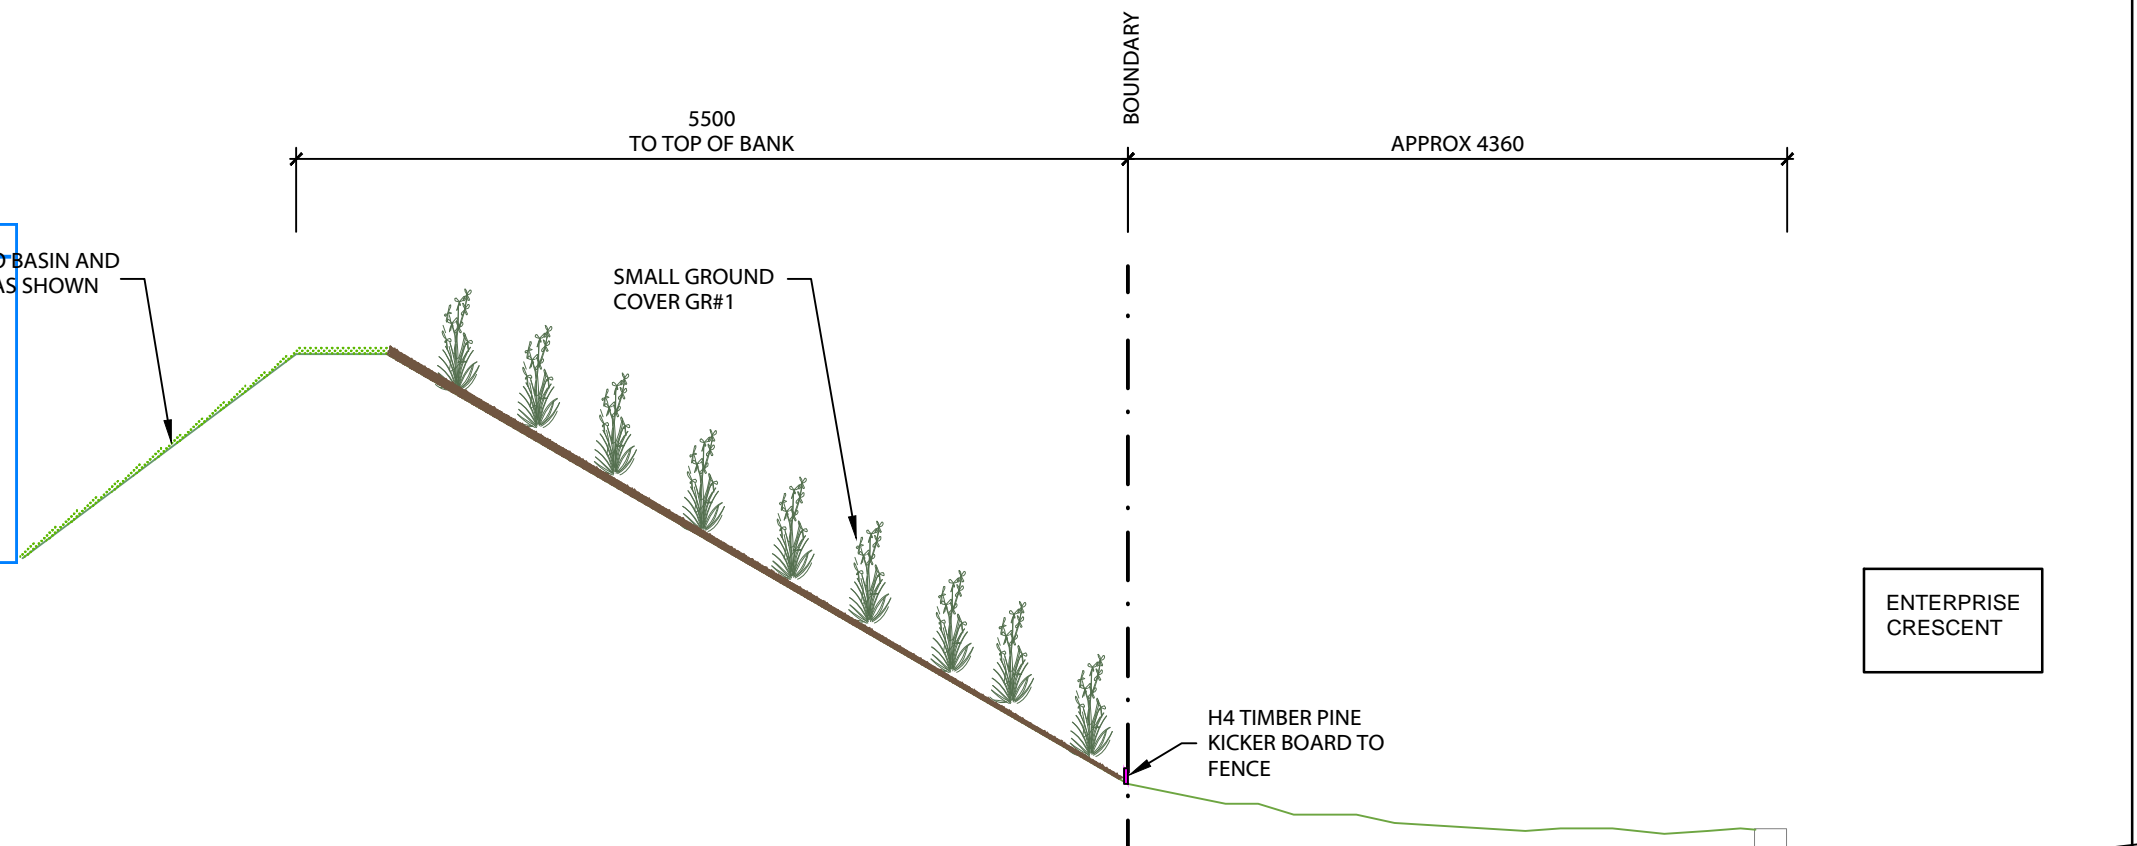 BOUNDARY
5500
TO TOP OF BANK
APPROX 4360
BASIN AND
AS SHOWN
SMALL GROUND
COVER GR#1
ENTERPRISE
CRESCENT
H4 TIMBER PINE
KICKER BOARD TO
FENCE